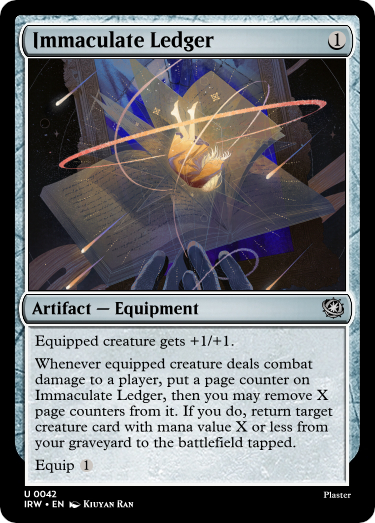 Immaculate Ledger 1
Artifact — Equipment
Equipped creature gets +1/+1.
Whenever equipped creature deals combat
damage to a player, put a page counter on
Immaculate Ledger, then you may remove X
page counters from it. If you do, return target
creature card with mana value X or less from
your graveyard to the battlefield tapped.
Equip 1
U 0042
IRW • EN Kiuyan Ran
Plaster